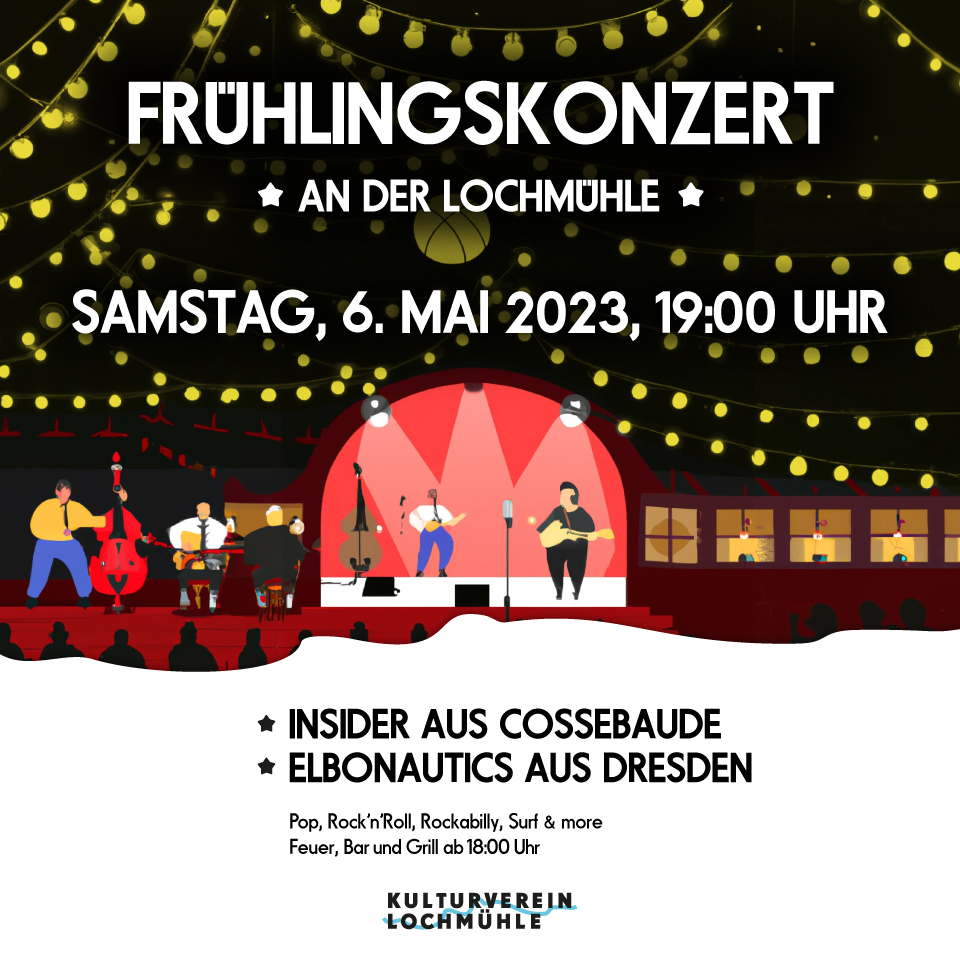 FRÜHLINGSKONZERT
AN DER LOCHMÜHLE
SAMSTAG, 6. MAI 2023, 19:00 UHR
INSIDER AUS COSSEBAUDE
ELBONAUTICS AUS DRESDEN
Pop, Rock'n'Roll, Rockabilly, Surf & more
Feuer, Bar und Grill ab 18:00 Uhr
KULTURVEREIN
LOCHMÜHLE